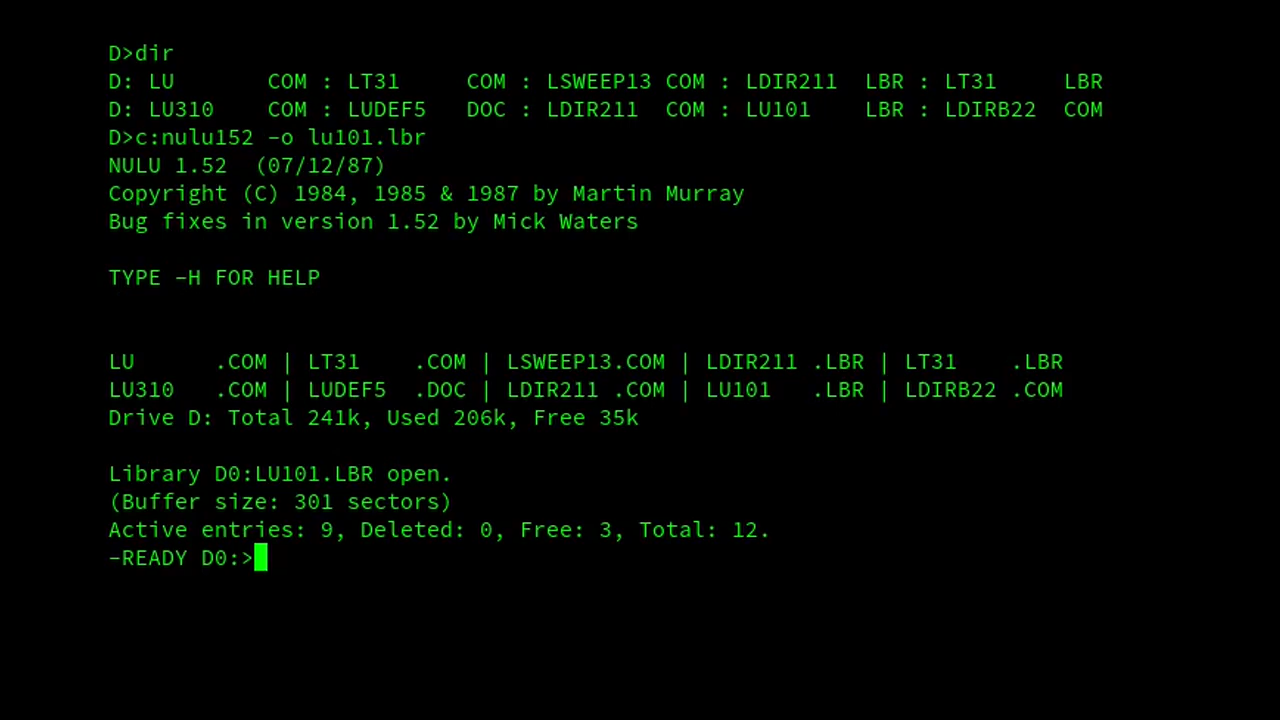 D>dir
D: LU       COM : LT31     COM : LSWEEP13 COM : LDIR211  LBR : LT31     LBR
D: LU310    COM : LUDEF5   DOC : LDIR211  COM : LU101    LBR : LDIRB22  COM
D>c:nulu152 -o lu101.lbr
NULU 1.52  (07/12/87)
Copyright (C) 1984, 1985 & 1987 by Martin Murray
Bug fixes in version 1.52 by Mick Waters
TYPE -H FOR HELP
LU      .COM | LT31    .COM | LSWEEP13.COM | LDIR211 .LBR | LT31    .LBR
LU310   .COM | LUDEF5  .DOC | LDIR211 .COM | LU101   .LBR | LDIRB22 .COM
Drive D: Total 241k, Used 206k, Free 35k
Library D0:LU101.LBR open.
(Buffer size: 301 sectors)
Active entries: 9, Deleted: 0, Free: 3, Total: 12.
-READY D0:>